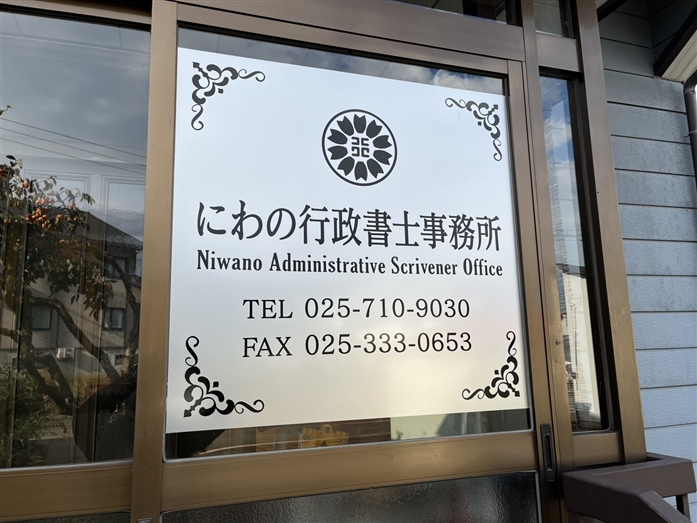 にわの行政書士事務所
Niwano Administrative Scrivener Office
TEL 025-710-9030
FAX 025-333-0653